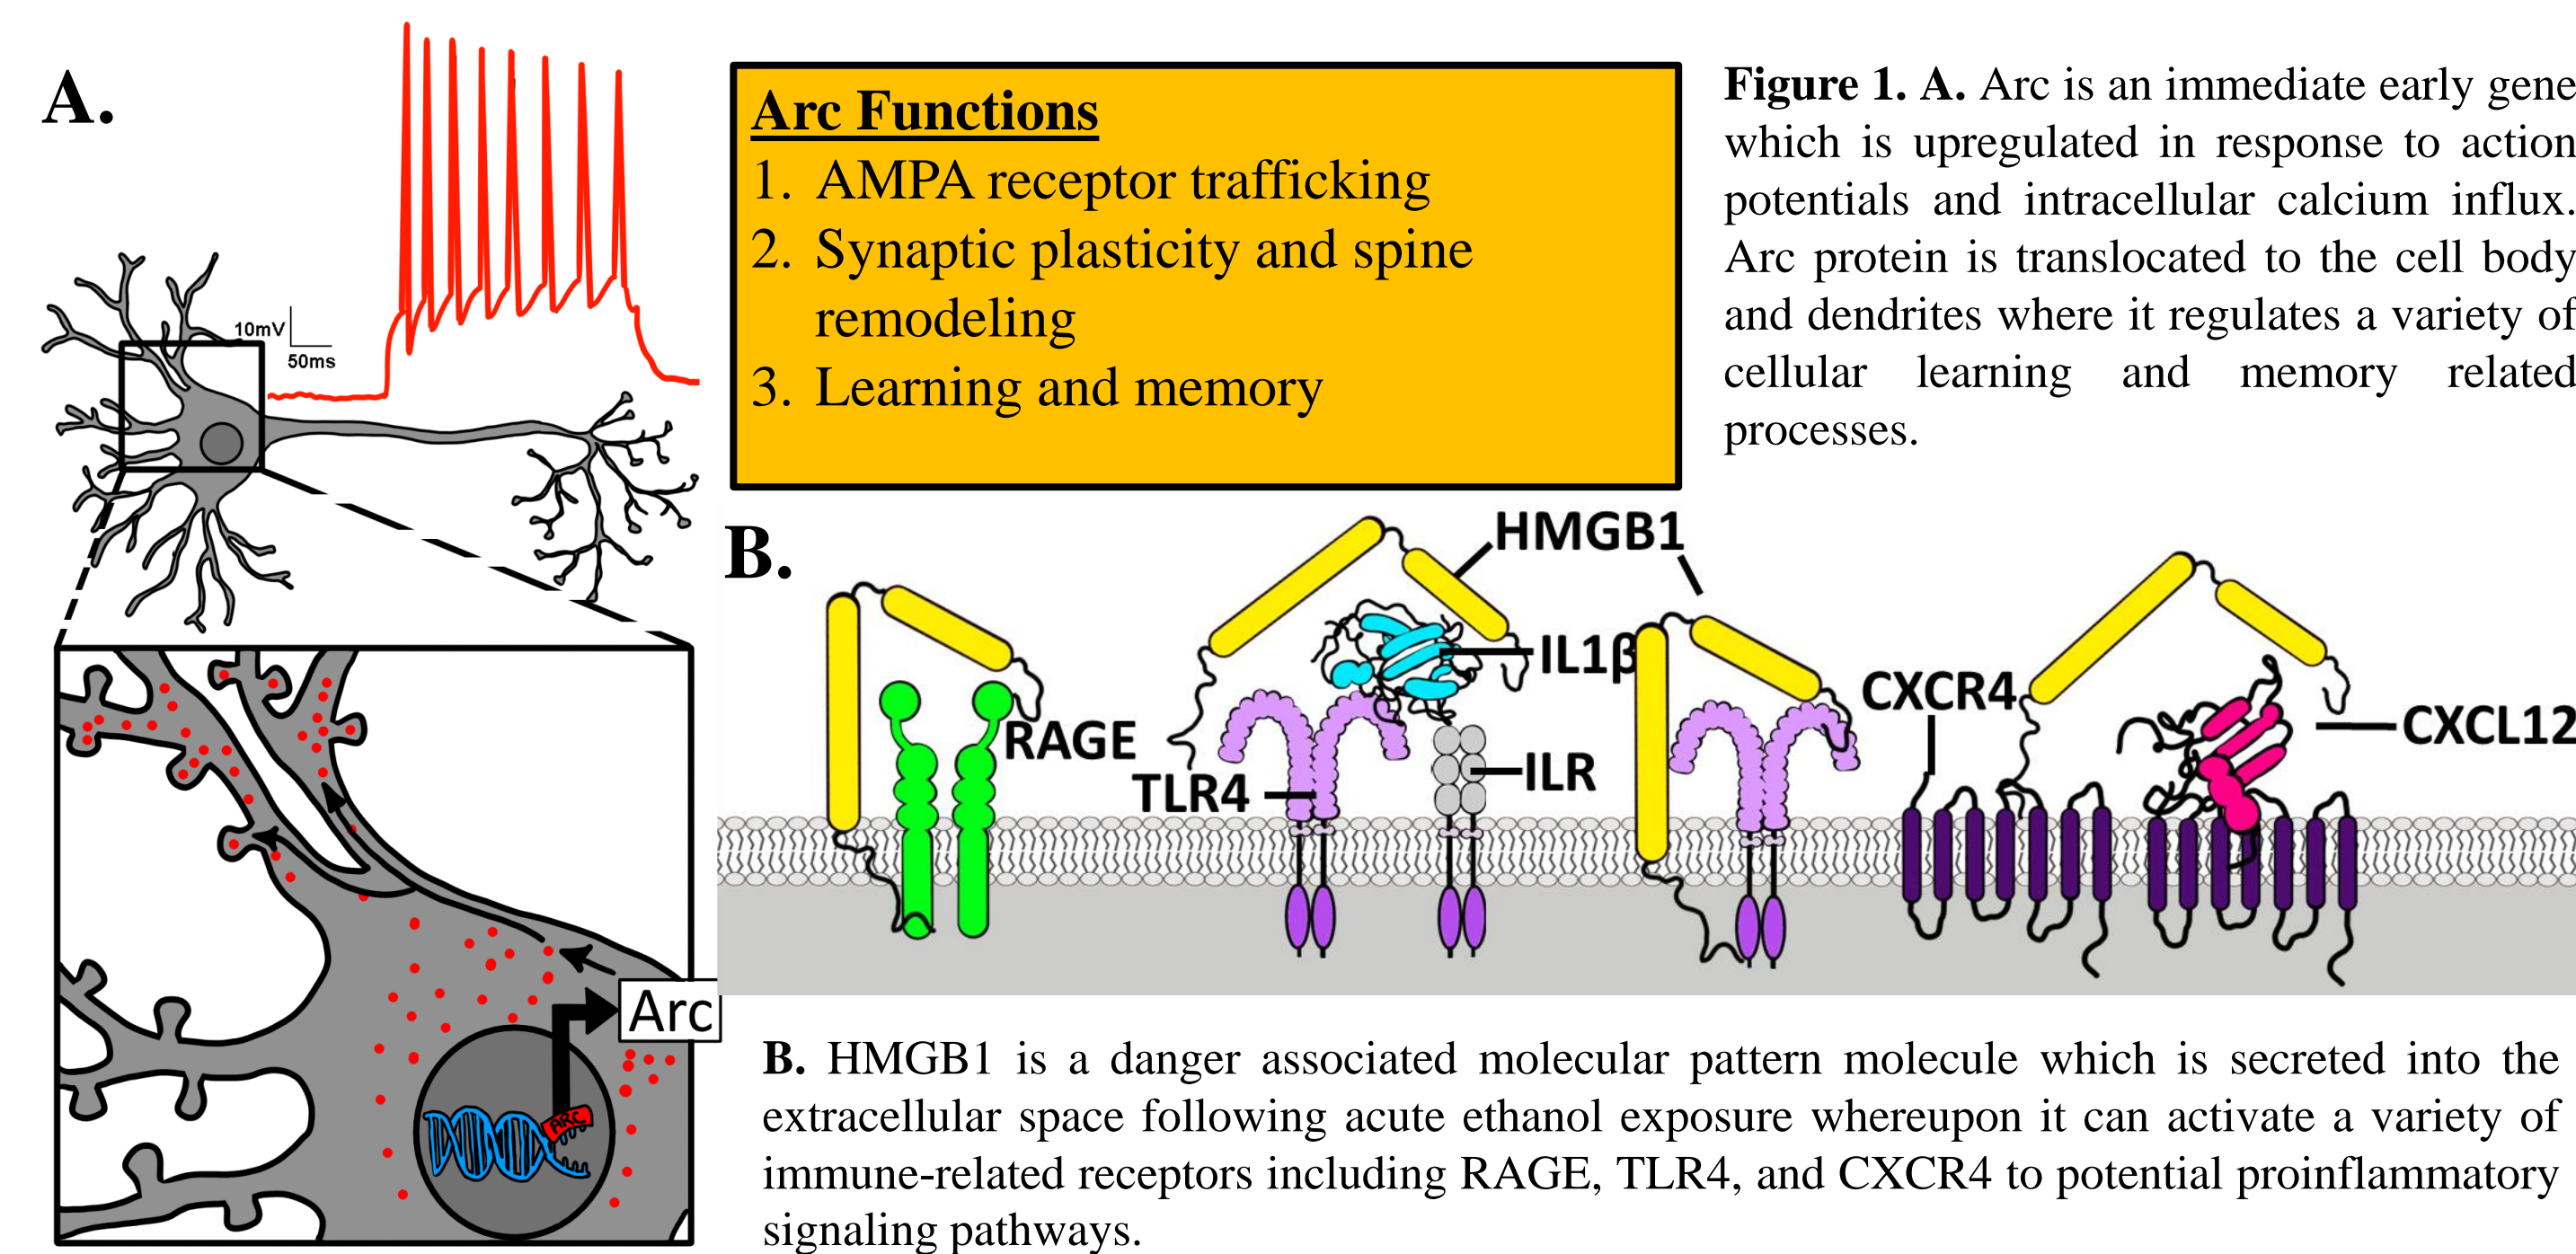 A.
10mV
50ms
Arc
ARC
Arc Functions
1. AMPA receptor trafficking
2. Synaptic plasticity and spine
remodeling
3. Learning and memory
Figure 1. A. Arc is an immediate early gene
which is upregulated in response to action
potentials and intracellular calcium influx.
Arc protein is translocated to the cell body
and dendrites where it regulates a variety of
cellular learning and memory related
processes.
B.
HMGB1
IL1β
RAGE
TLR4
ILR
CXCR4
CXCL12
B. HMGB1 is a danger associated molecular pattern molecule which is secreted into the
extracellular space following acute ethanol exposure whereupon it can activate a variety of
immune-related receptors including RAGE, TLR4, and CXCR4 to potential proinflammatory
signaling pathways.